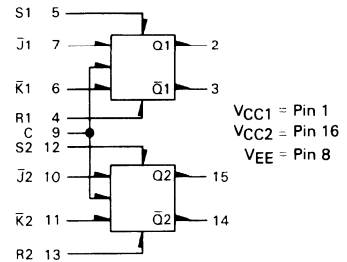 S1 5
J̅1 7 Q1 2
K̅1 6 Q̅1 3
R1 4
C 9
S2 12
J̅2 10 Q2 15
K̅2 11 Q̅2 14
R2 13
VCC1 = Pin 1
VCC2 = Pin 16
VEE = Pin 8